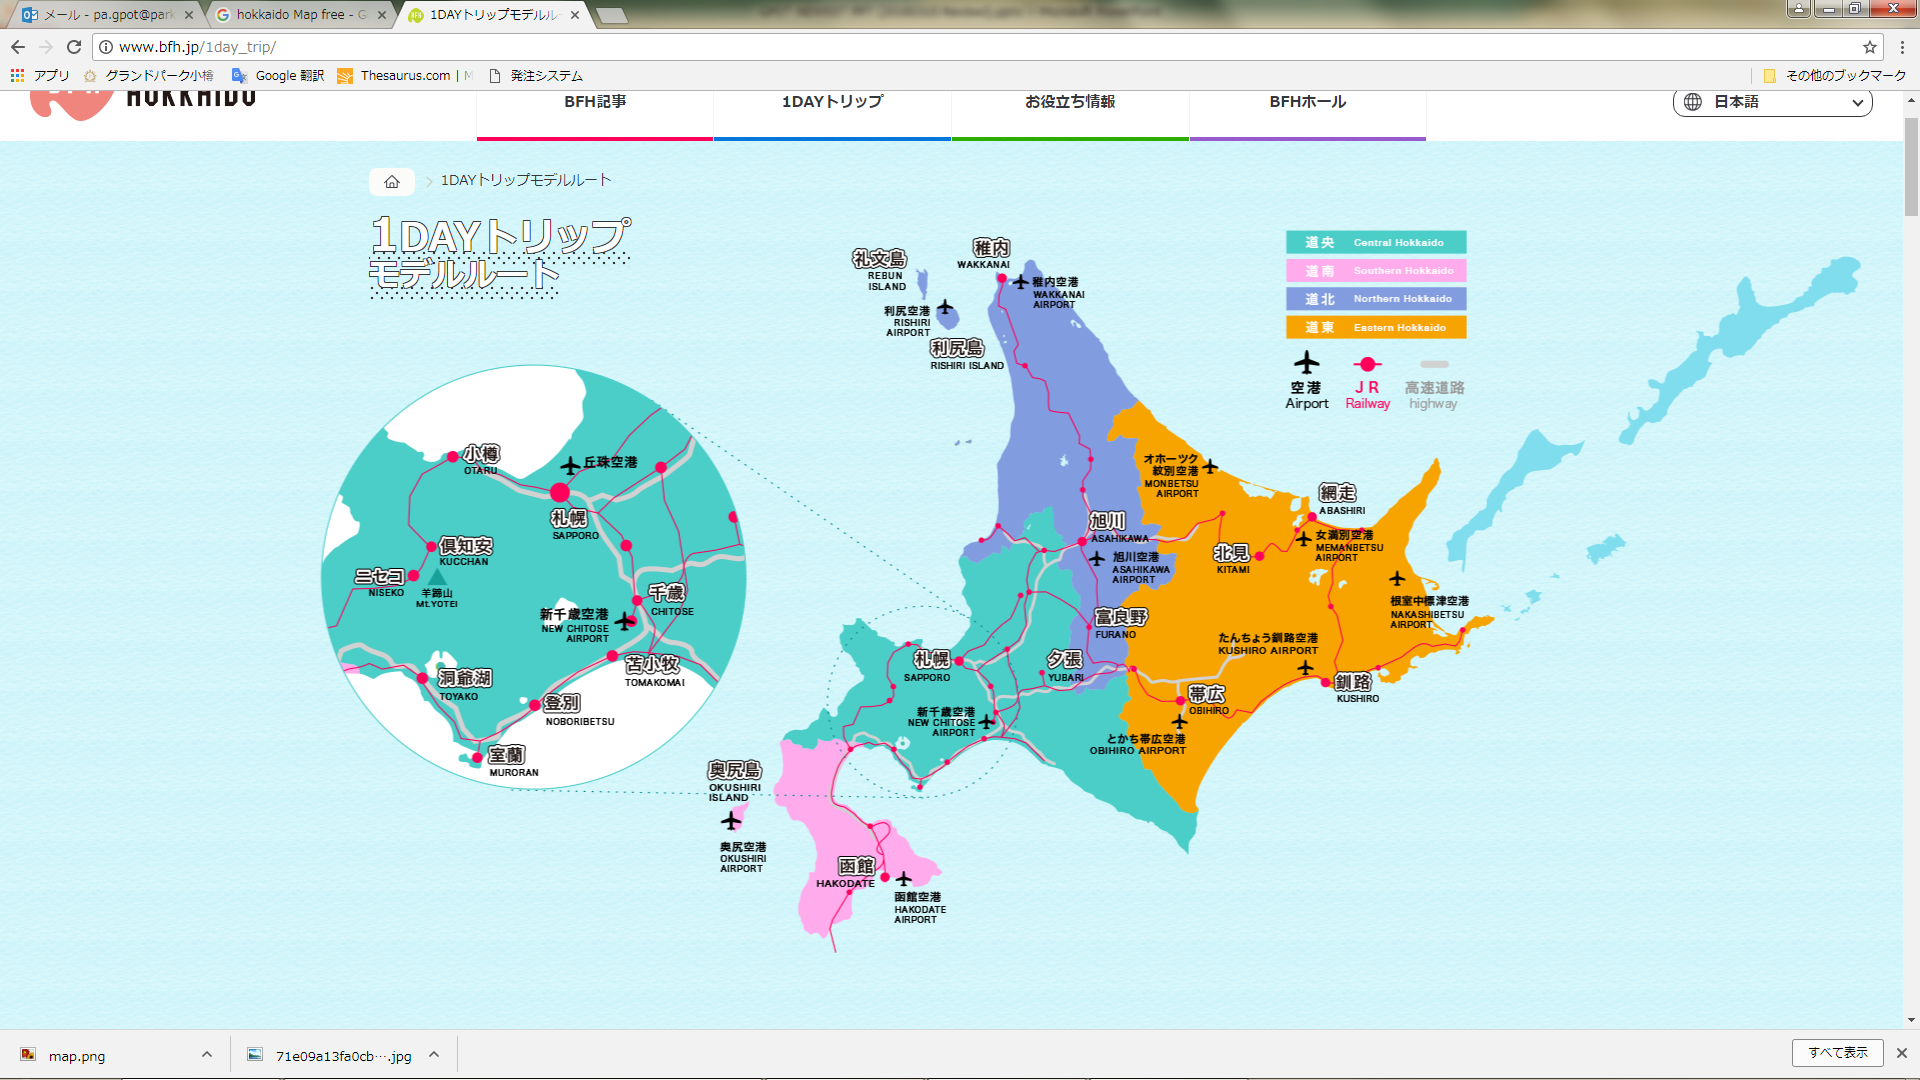 メール - pa.gpot@park
hokkaido Map free - G
1DAYトリップモデルルー
www.bfh.jp/1day_trip/
アプリ
グランドパーク小樽
Google 翻訳
Thesaurus.com |
発注システム
その他のブックマーク
HOKKAIDO
BFH記事
1DAYトリップ
お役立ち情報
BFHホール
日本語
1DAYトリップモデルルート
1DAYトリップ
モデルルート
道央 Central Hokkaido
道南 Southern Hokkaido
道北 Northern Hokkaido
道東 Eastern Hokkaido
空港
Airport
JR
Railway
高速道路
highway
礼文島
REBUN
ISLAND
稚内
WAKKANAI
稚内空港
WAKKANAI
AIRPORT
利尻空港
RISHIRI
AIRPORT
利尻島
RISHIRI ISLAND
小樽
OTARU
丘珠空港
札幌
SAPPORO
倶知安
KUCCHAN
ニセコ
NISEKO
羊蹄山
Mt.YOTEI
千歳
CHITOSE
新千歳空港
NEW CHITOSE
AIRPORT
苫小牧
TOMAKOMAI
洞爺湖
TOYAKO
登別
NOBORIBETSU
室蘭
MURORAN
オホーツク
紋別空港
MONBETSU
AIRPORT
網走
ABASHIRI
女満別空港
MEMANBETSU
AIRPORT
北見
KITAMI
旭川
ASAHIKAWA
旭川空港
ASAHIKAWA
AIRPORT
根室中標津空港
NAKASHIBETSU
AIRPORT
富良野
FURANO
たんちょう釧路空港
KUSHIRO AIRPORT
釧路
KUSHIRO
札幌
SAPPORO
夕張
YUBARI
帯広
OBIHIRO
とかち帯広空港
OBIHIRO AIRPORT
新千歳空港
NEW CHITOSE
AIRPORT
奥尻島
OKUSHIRI
ISLAND
奥尻空港
OKUSHIRI
AIRPORT
函館
HAKODATE
函館空港
HAKODATE
AIRPORT
map.png
71e09a13fa0cb….jpg
すべて表示